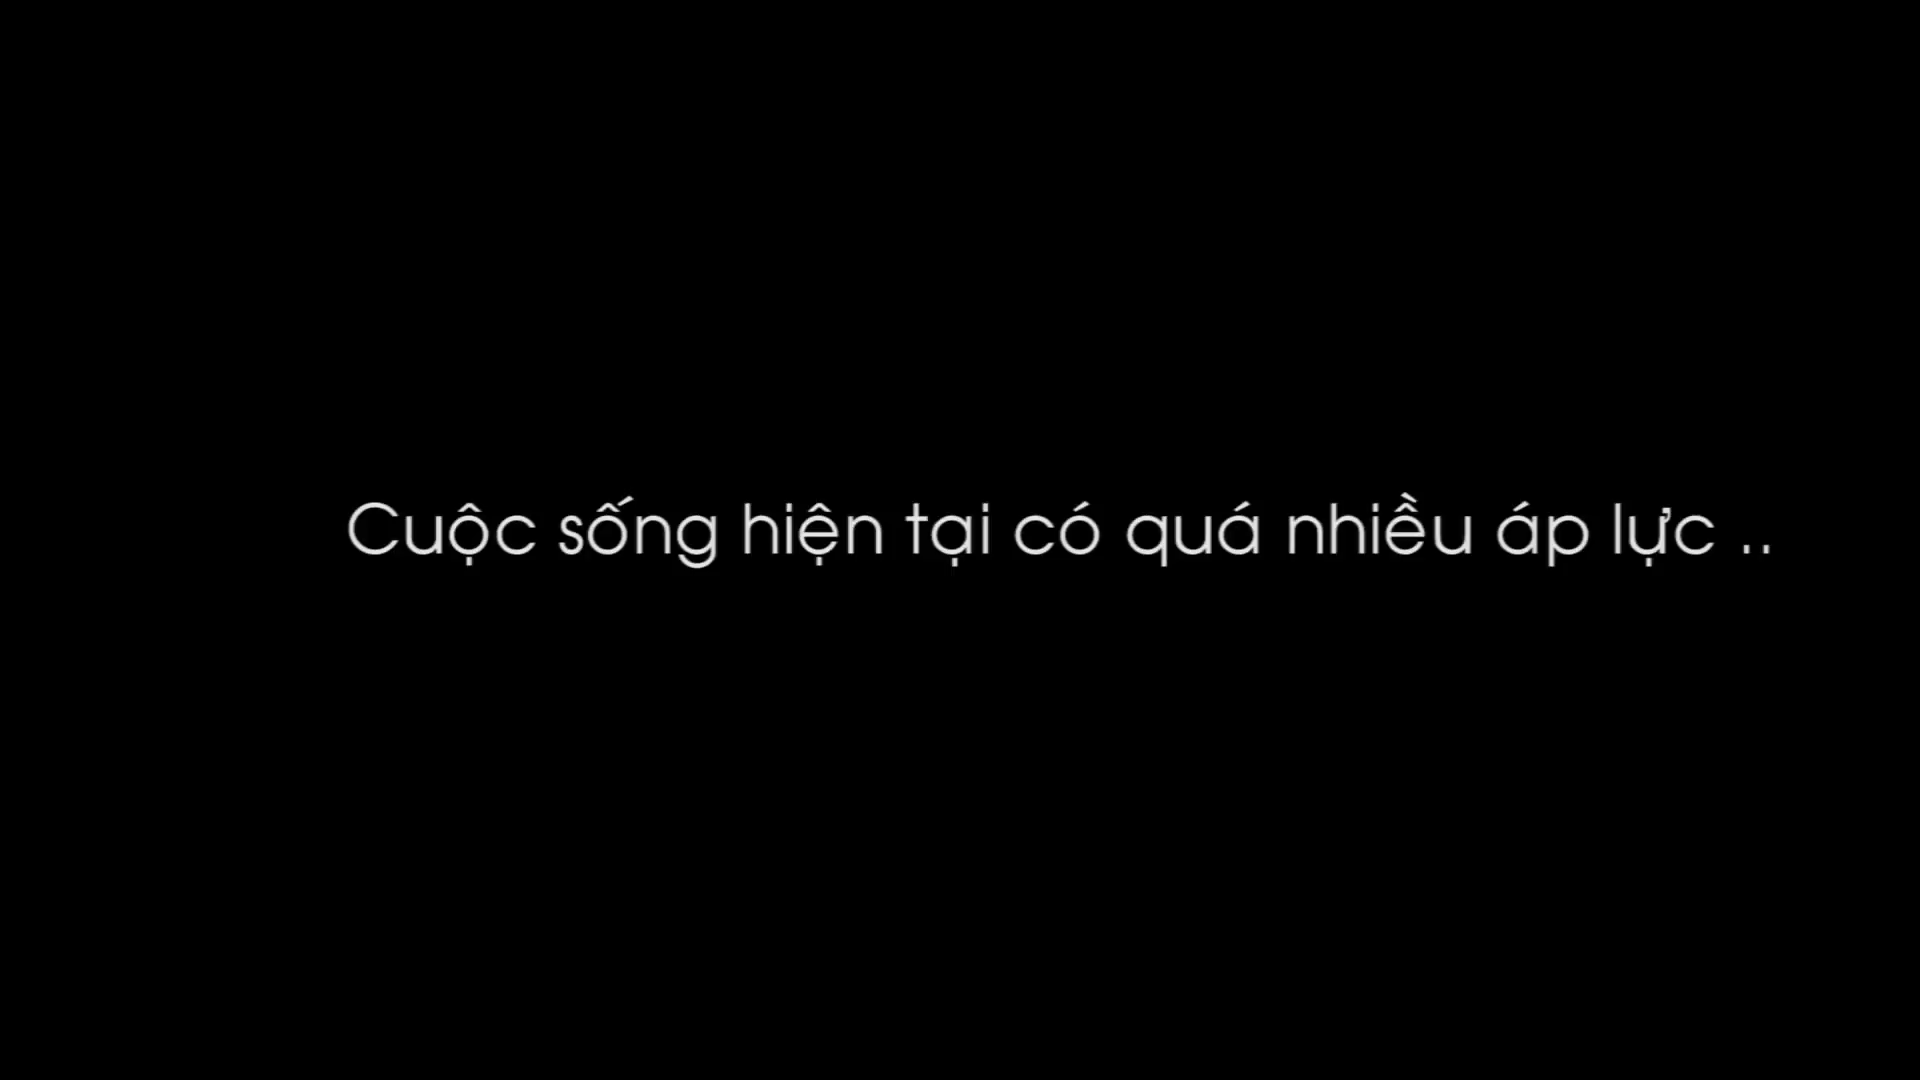 Cuộc sống hiện tại có quá nhiều áp lực ..